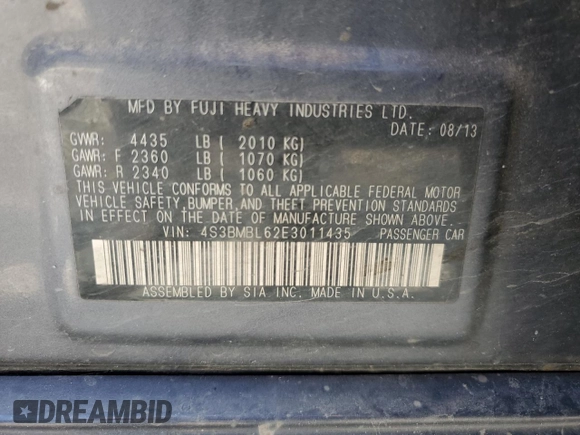 MFD BY FUJI HEAVY INDUSTRIES LTD.
DATE: 08/13
GVWR: 4435 LB ( 2010 KG)
GAWR: F 2360 LB ( 1070 KG)
GAWR: R 2340 LB ( 1060 KG)
THIS VEHICLE CONFORMS TO ALL APPLICABLE FEDERAL MOTOR
VEHICLE SAFETY, BUMPER, AND THEFT PREVENTION STANDARDS
IN EFFECT ON THE DATE OF MANUFACTURE SHOWN ABOVE.
VIN: 4S3BMBL62E3011435 PASSENGER CAR
ASSEMBLED BY SIA INC. MADE IN U.S.A.
DREAMBID